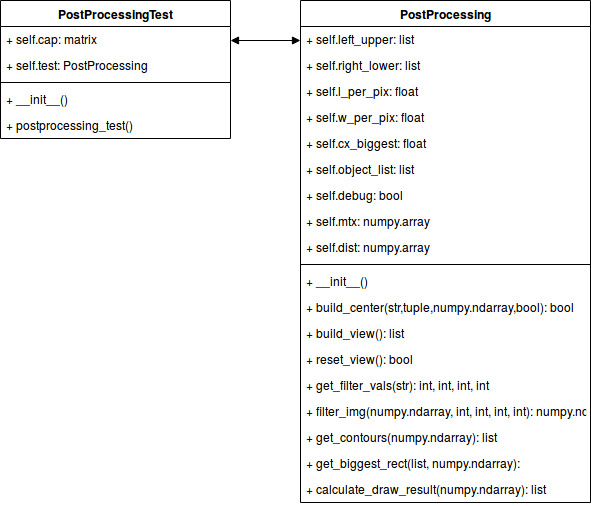 PostProcessingTest
+ self.cap: matrix
+ self.test: PostProcessing
+ __init__()
+ postprocessing_test()
PostProcessing
+ self.left_upper: list
+ self.right_lower: list
+ self.l_per_pix: float
+ self.w_per_pix: float
+ self.cx_biggest: float
+ self.object_list: list
+ self.debug: bool
+ self.mtx: numpy.array
+ self.dist: numpy.array
+ __init__()
+ build_center(str,tuple,numpy.ndarray,bool): bool
+ build_view(): list
+ reset_view(): bool
+ get_filter_vals(str): int, int, int, int
+ filter_img(numpy.ndarray, int, int, int, int):
+ get_contours(numpy.ndarray): list
+ get_biggest_rect(list, numpy.ndarray):
+ calculate_draw_result(numpy.ndarray): list